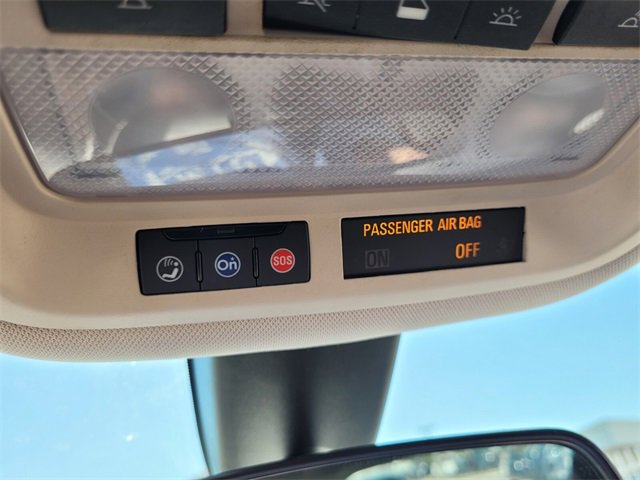 PASSENGER AIR BAG
ON OFF
On
SOS